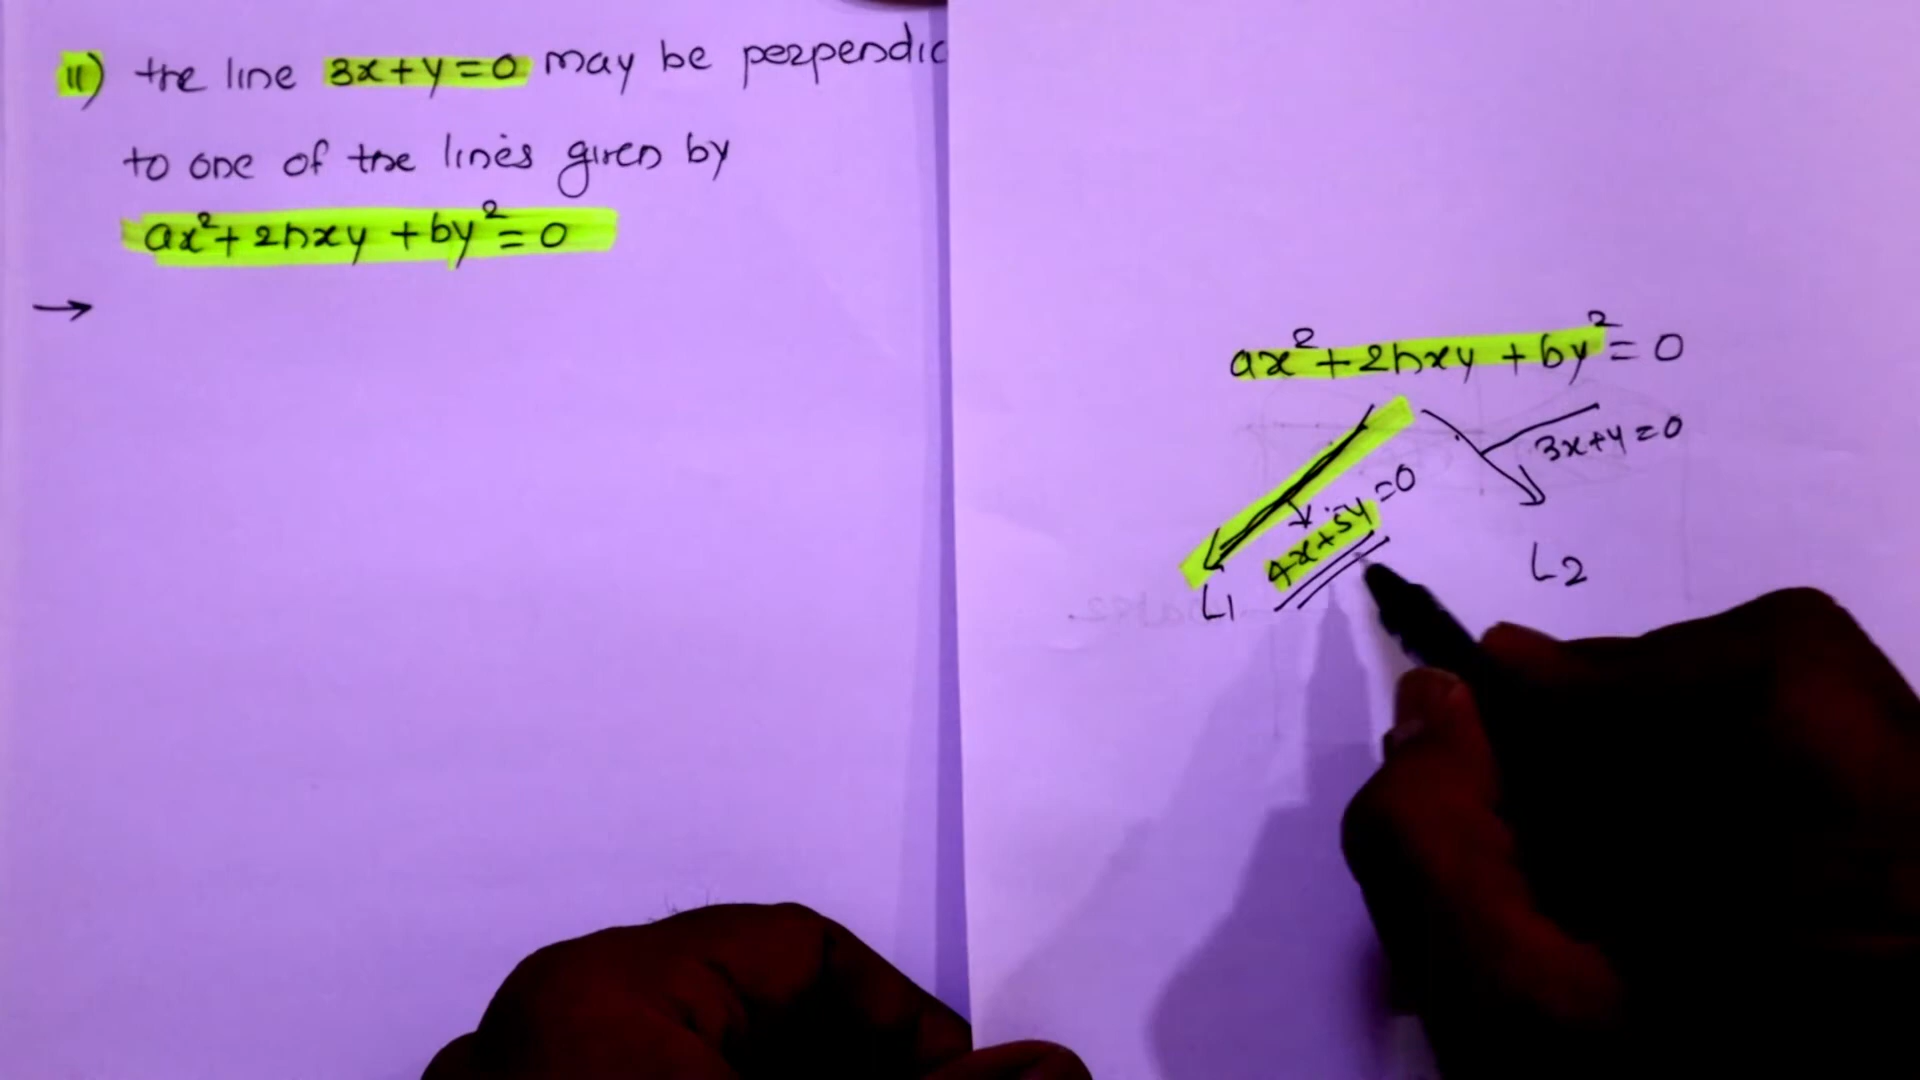 ii) the line 3x+y=0 may be perpendic
to one of the lines given by
ax²+2hxy+by²=0
→
ax²+2hxy+by²=0
3x+y=0
4x+5y=0
L1
L2